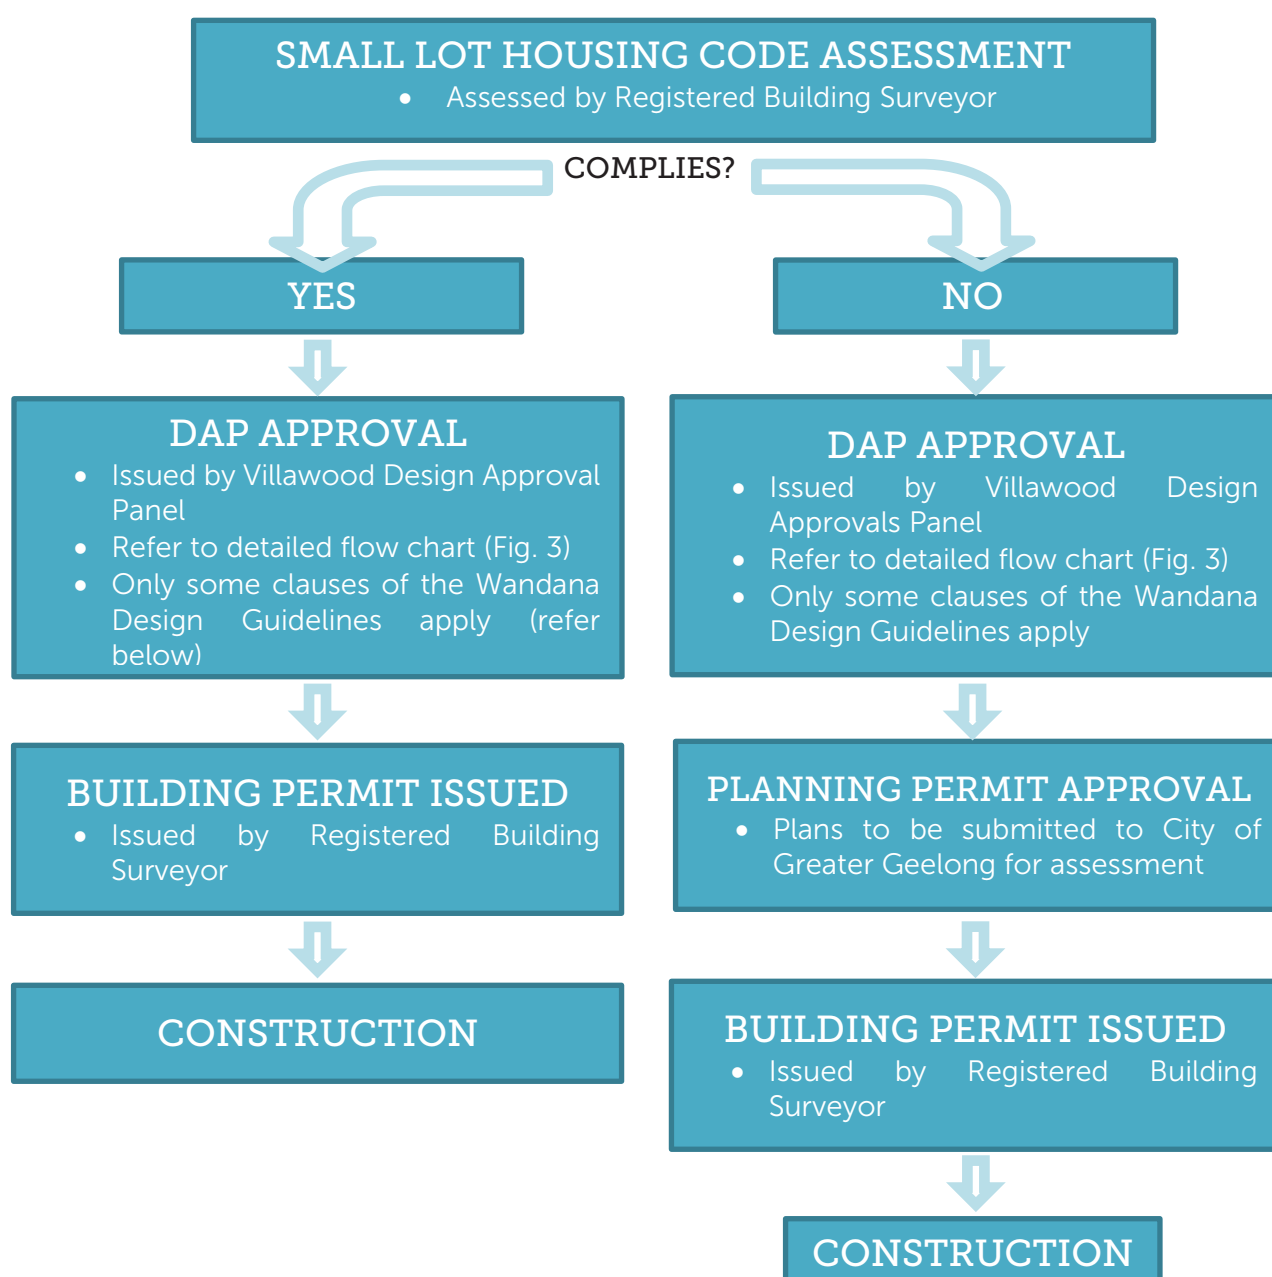 SMALL LOT HOUSING CODE ASSESSMENT
• Assessed by Registered Building Surveyor
COMPLIES?
YES
NO
DAP APPROVAL
• Issued by Villawood Design Approval
Panel
• Refer to detailed flow chart (Fig. 3)
• Only some clauses of the Wandana
Design Guidelines apply (refer
below)
DAP APPROVAL
• Issued by Villawood Design
Approvals Panel
• Refer to detailed flow chart (Fig. 3)
• Only some clauses of the Wandana
Design Guidelines apply
BUILDING PERMIT ISSUED
• Issued by Registered Building
Surveyor
PLANNING PERMIT APPROVAL
• Plans to be submitted to City of
Greater Geelong for assessment
CONSTRUCTION
BUILDING PERMIT ISSUED
• Issued by Registered Building
Surveyor
CONSTRUCTION